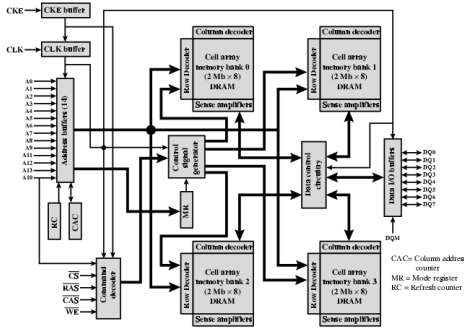 CKE
CKE buffer
CLK
CLK buffer
A0
A1
A2
A3
A4
A5
A6
A7
A8
A9
A11
A12
A13
A10
Address buffers (14)
RC
CAC
CS
RAS
CAS
WE
Command
decoder
Control
signal
generator
MR
Column decoder
Row Decoder
Cell array
memory bank 0
(2 Mb × 8)
DRAM
Sense amplifiers
Column decoder
Row Decoder
Cell array
memory bank 1
(2 Mb × 8)
DRAM
Sense amplifiers
Data control
circuitry
Data I/O buffers
DQ0
DQ1
DQ2
DQ3
DQ4
DQ5
DQ6
DQ7
DQM
Column decoder
Row Decoder
Cell array
memory bank 2
(2 Mb × 8)
DRAM
Sense amplifiers
Column decoder
Row Decoder
Cell array
memory bank 3
(2 Mb × 8)
DRAM
Sense amplifiers
CAC= Column address
counter
MR = Mode register
RC = Refresh counter